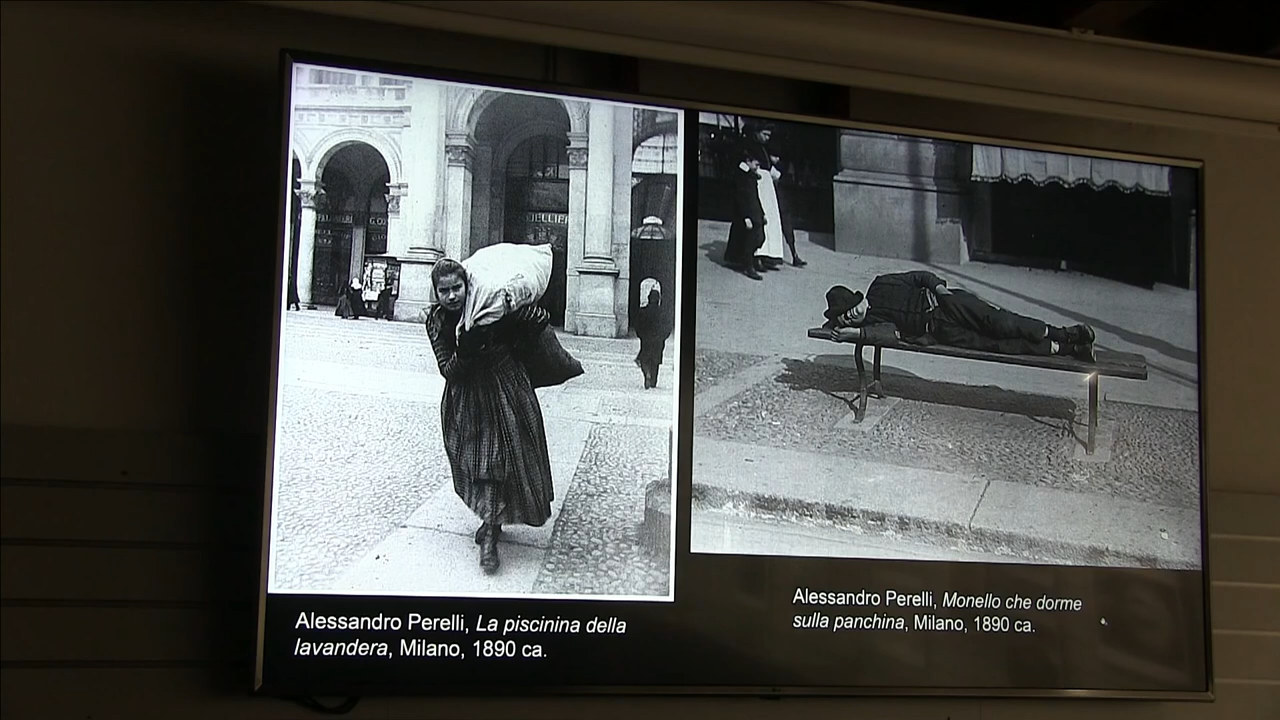 Alessandro Perelli, La piscinina della
lavandera, Milano, 1890 ca.
Alessandro Perelli, Monello che dorme
sulla panchina, Milano, 1890 ca.